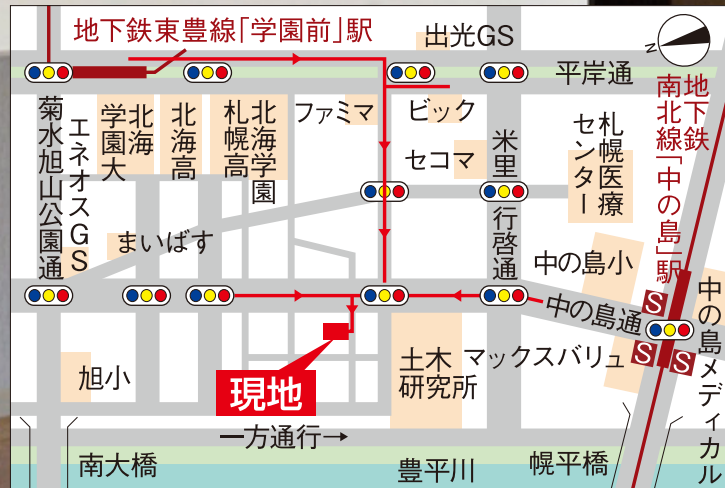 地下鉄東豊線「学園前」駅
出光GS
N
平岸通
菊水旭山公園通
エネオスGS
北海
学園大
北海高
北海学園
札幌高
ファミマ
ビック
セコマ
米里
行啓通
札幌医療
センター
地下鉄
南北線「中の島」駅
まいばす
中の島小
中の島通
S
S
S
中の島メディカル
旭小
現地
土木
研究所
マックスバリュ
一方通行→
南大橋
豊平川
幌平橋